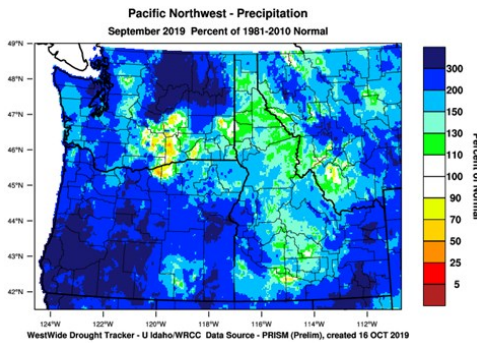 Pacific Northwest - Precipitation
September 2019 Percent of 1981-2010 Normal
49°N
48°N
47°N
46°N
45°N
44°N
43°N
42°N
300
200
150
130
110
100
90
70
50
25
5
Percent of Normal
124°W 122°W 120°W 118°W 116°W 114°W 112°W
WestWide Drought Tracker - U Idaho/WRCC Data Source - PRISM (Prelim), created 16 OCT 2019